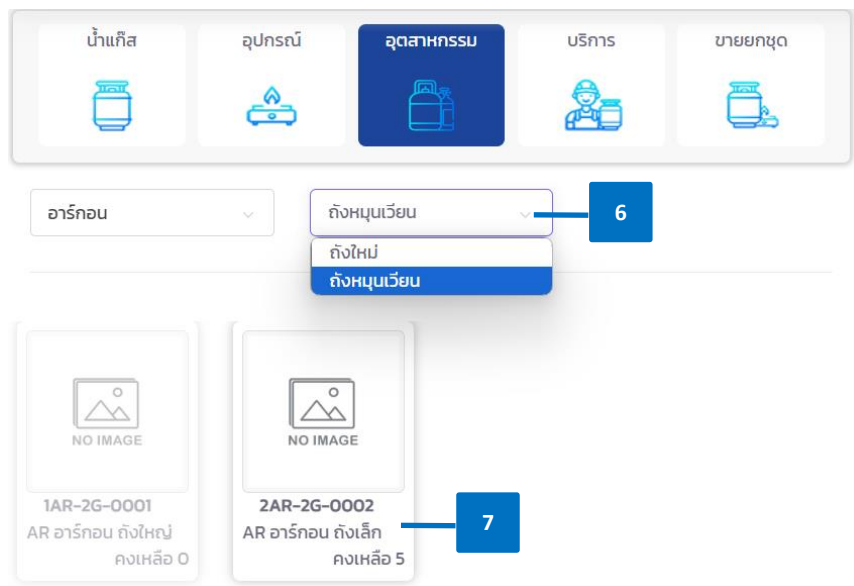 น้ำแก๊ส อุปกรณ์ อุตสาหกรรม บริการ ขายยกชุด
อาร์กอน ถังหมุนเวียน 6
ถังใหม่
ถังหมุนเวียน
NO IMAGE NO IMAGE
1AR-2G-0001 2AR-2G-0002
AR อาร์กอน ถังใหญ่ AR อาร์กอน ถังเล็ก 7
คงเหลือ 0 คงเหลือ 5